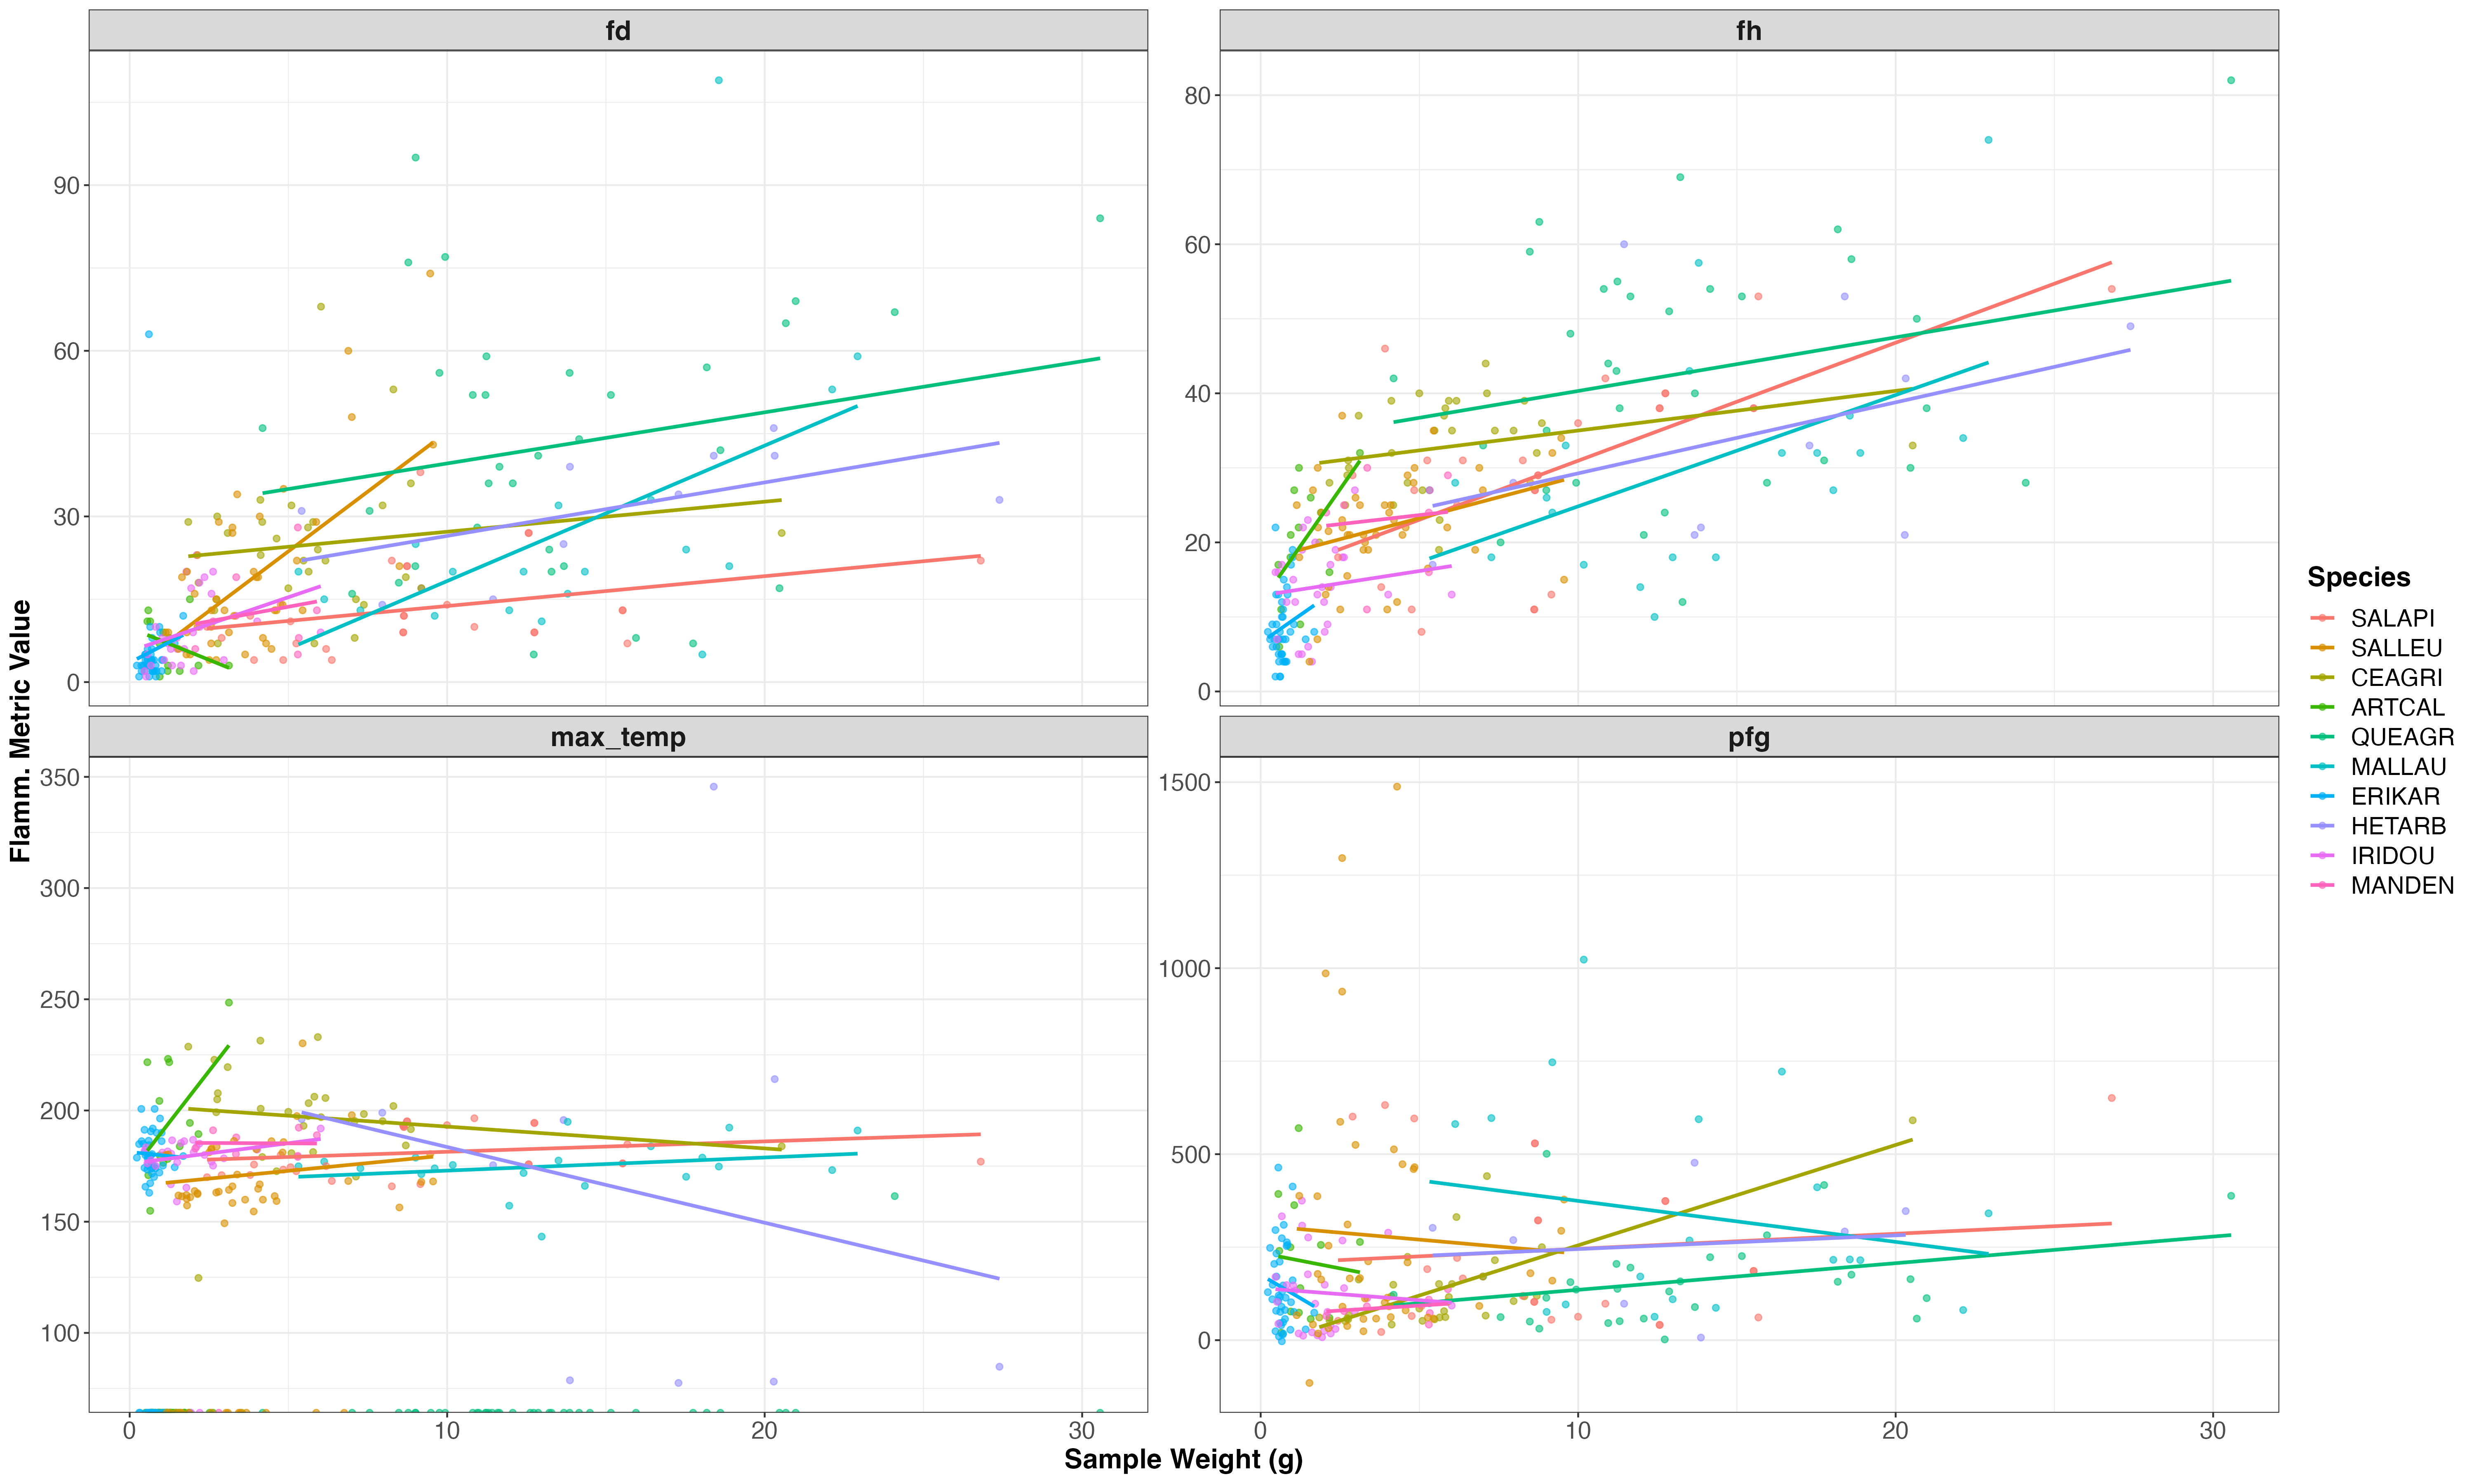 fd
fh
90
60
30
0
80
60
40
20
0
max_temp
pfg
350
300
250
200
150
100
1500
1000
500
0
0 10 20 30
0 10 20 30
Sample Weight (g)
Flamm. Metric Value
Species
SALAPI
SALLEU
CEAGRI
ARTCAL
QUEAGR
MALLAU
ERIKAR
HETARB
IRIDOU
MANDEN